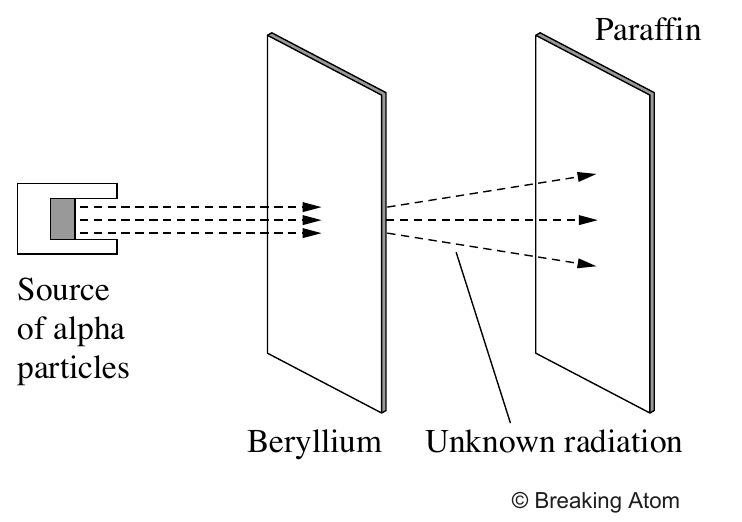 Paraffin
Source
of alpha
particles
Beryllium
Unknown radiation
© Breaking Atom